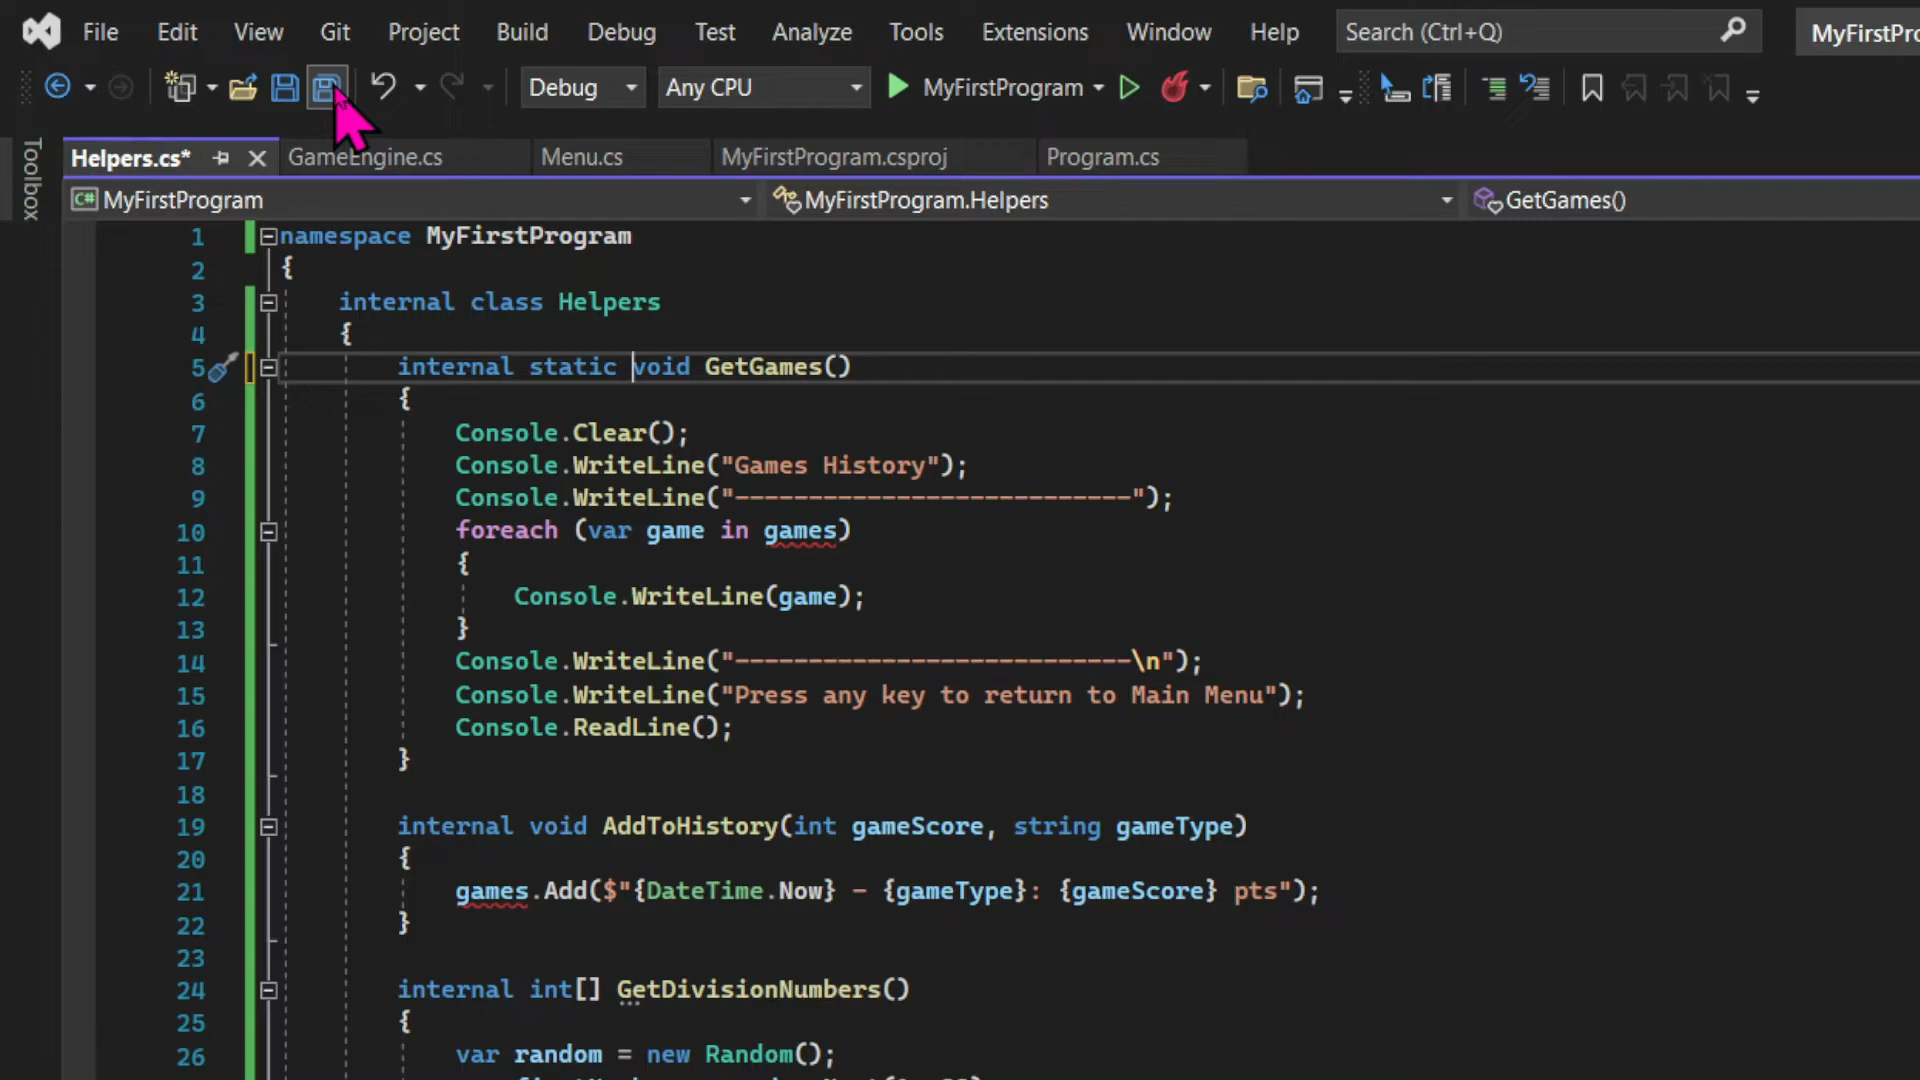 File Edit View Git Project Build Debug Test Analyze Tools Extensions Window Help Search (Ctrl+Q)
Debug Any CPU MyFirstProgram
Toolbox
Helpers.cs* GameEngine.cs Menu.cs MyFirstProgram.csproj Program.cs
C# MyFirstProgram MyFirstProgram.Helpers GetGames()
1 namespace MyFirstProgram
2 {
3 internal class Helpers
4 {
5 internal static void GetGames()
6 {
7 Console.Clear();
8 Console.WriteLine("Games History");
9 Console.WriteLine("---------------------------");
10 foreach (var game in games)
11 {
12 Console.WriteLine(game);
13 }
14 Console.WriteLine("---------------------------\n");
15 Console.WriteLine("Press any key to return to Main Menu");
16 Console.ReadLine();
17 }
18
19 internal void AddToHistory(int gameScore, string gameType)
20 {
21 games.Add($"{DateTime.Now} - {gameType}: {gameScore} pts");
22 }
23
24 internal int[] GetDivisionNumbers()
25 {
26 var random = new Random();